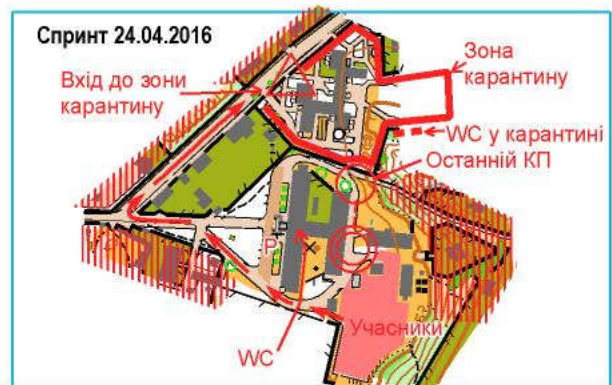 Спринт 24.04.2016
Зона
карантину
Вхід до зони
карантину
WC у карантині
Останній КП
P
Учасники
WC